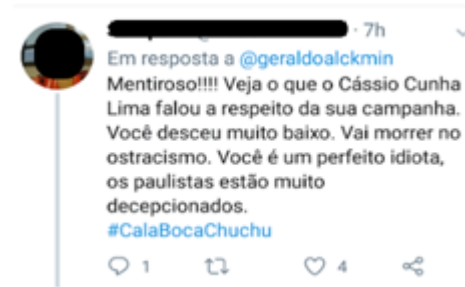 · 7h
Em resposta a @geraldoalckmin
Mentiroso!!!! Veja o que o Cássio Cunha
Lima falou a respeito da sua campanha.
Você desceu muito baixo. Vai morrer no
ostracismo. Você é um perfeito idiota,
os paulistas estão muito
decepcionados.
#CalaBocaChuchu
1 4